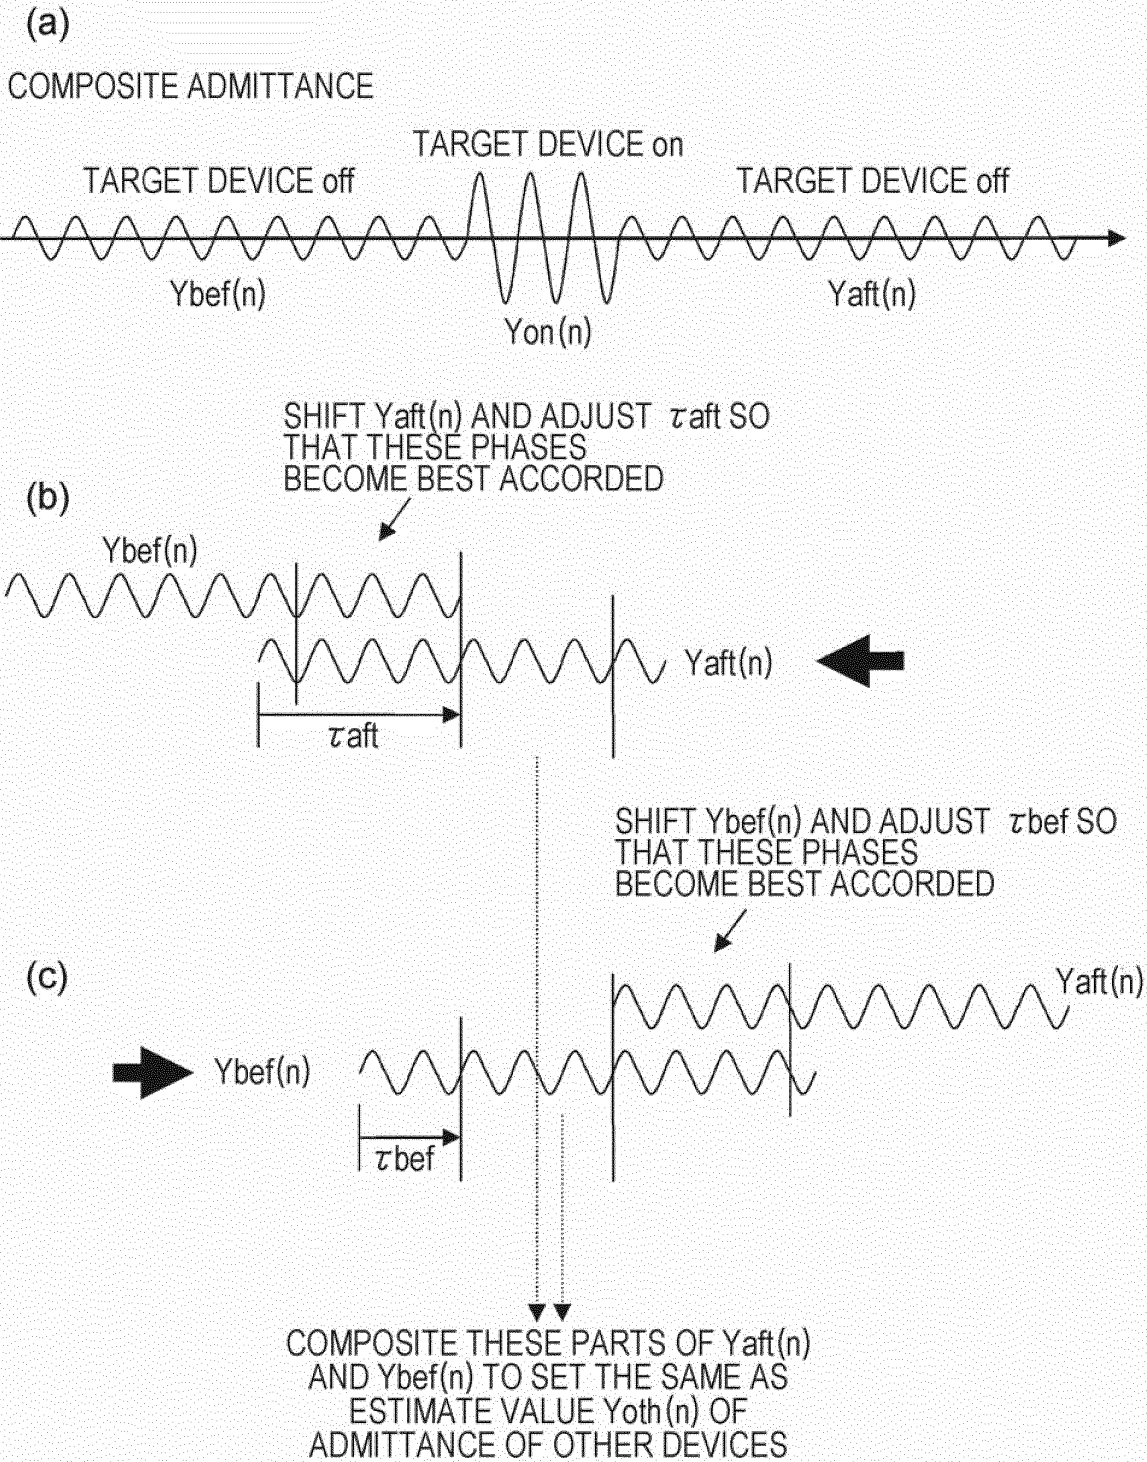 (a)
COMPOSITE ADMITTANCE
TARGET DEVICE on
TARGET DEVICE off
TARGET DEVICE off
Ybef(n)
Yaft(n)
Yon(n)
SHIFT Yaft(n) AND ADJUST τaft SO
THAT THESE PHASES
BECOME BEST ACCORDED
(b)
Ybef(n)
Yaft(n)
τaft
SHIFT Ybef(n) AND ADJUST τbef SO
THAT THESE PHASES
BECOME BEST ACCORDED
(c)
Yaft(n)
Ybef(n)
τbef
COMPOSITE THESE PARTS OF Yaft(n)
AND Ybef(n) TO SET THE SAME AS
ESTIMATE VALUE Yoth(n) OF
ADMITTANCE OF OTHER DEVICES